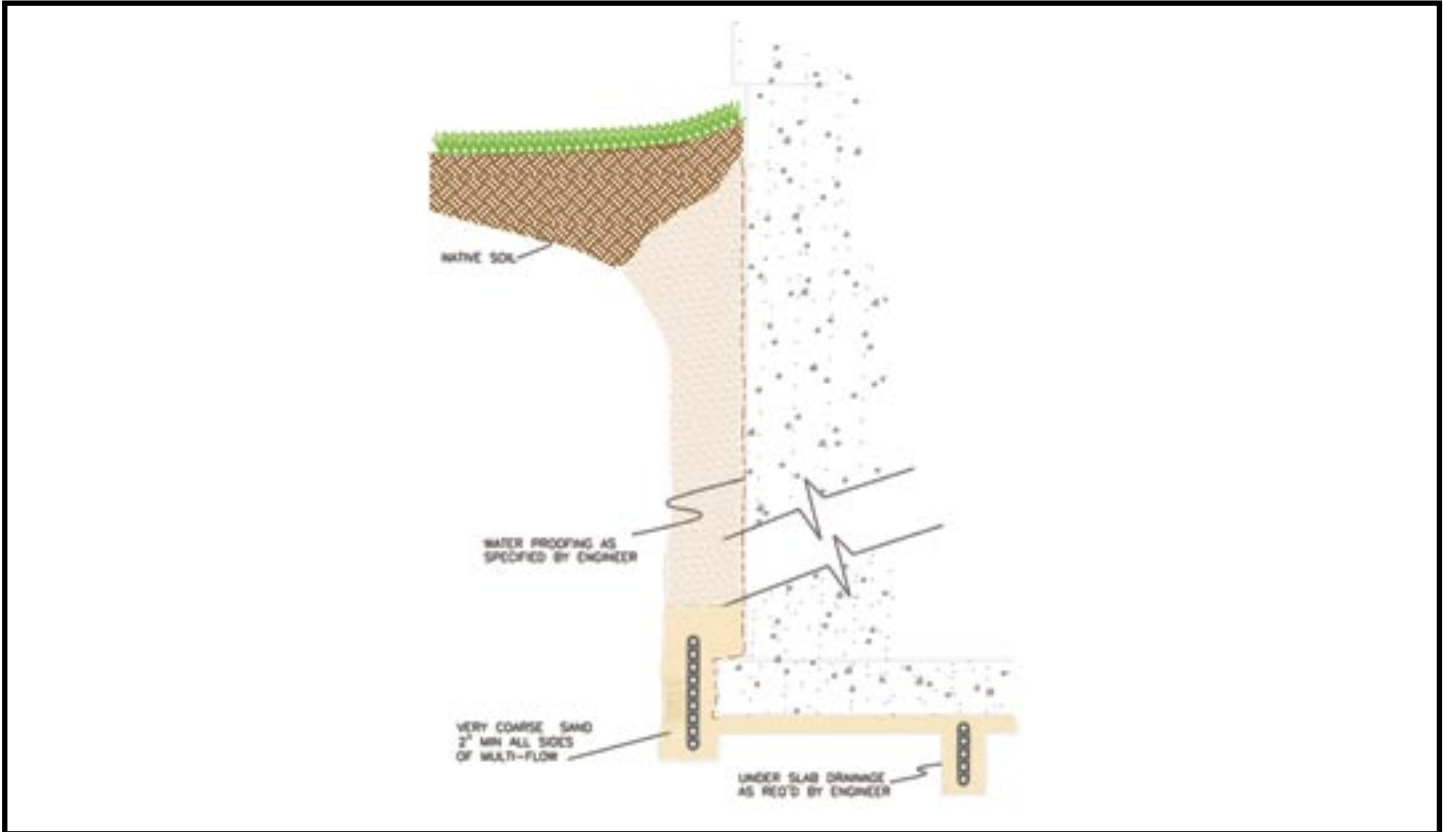 NATIVE SOIL
WATER PROOFING AS
SPECIFIED BY ENGINEER
VERY COARSE SAND
2" MIN ALL SIDES
OF MULTI-FLOW
UNDER SLAB DRAINAGE
AS REQ'D BY ENGINEER